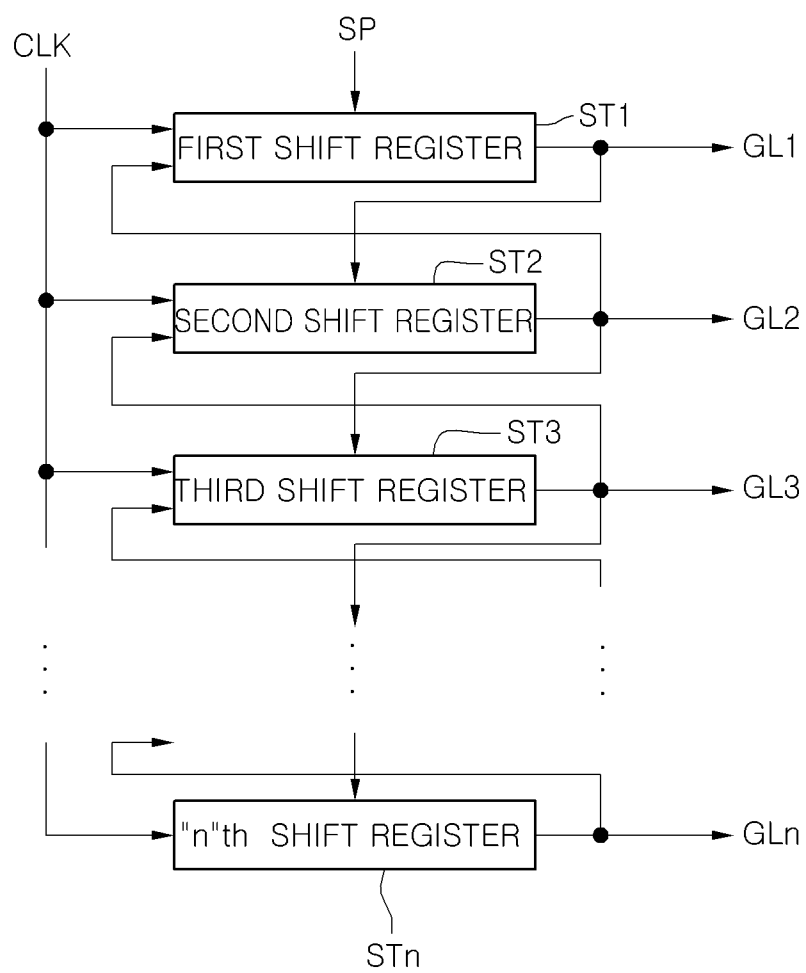 SP
CLK
ST1
FIRST SHIFT REGISTER
GL1
ST2
SECOND SHIFT REGISTER
GL2
ST3
THIRD SHIFT REGISTER
GL3
"n"th SHIFT REGISTER
GLn
STn